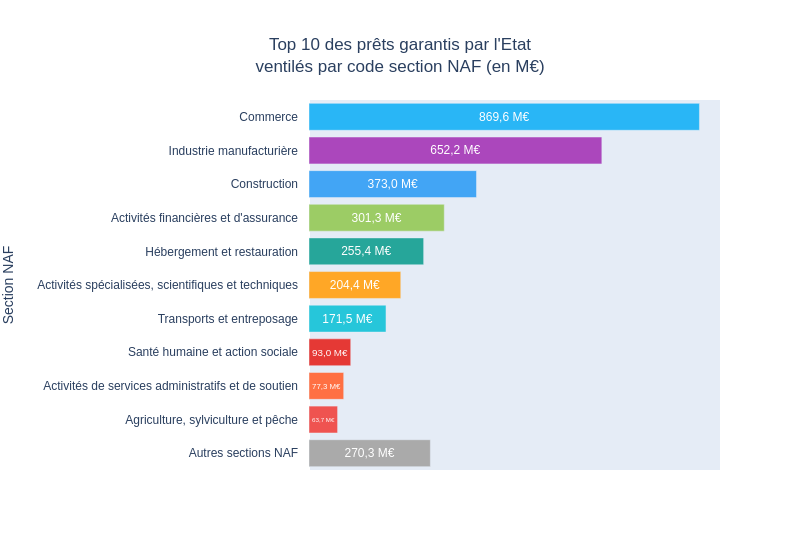 Top 10 des prêts garantis par l'Etat
ventilés par code section NAF (en M€)
Section NAF
Commerce 869,6 M€
Industrie manufacturière 652,2 M€
Construction 373,0 M€
Activités financières et d'assurance 301,3 M€
Hébergement et restauration 255,4 M€
Activités spécialisées, scientifiques et techniques 204,4 M€
Transports et entreposage 171,5 M€
Santé humaine et action sociale 93,0 M€
Activités de services administratifs et de soutien 77,3 M€
Agriculture, sylviculture et pêche 63,7 M€
Autres sections NAF 270,3 M€